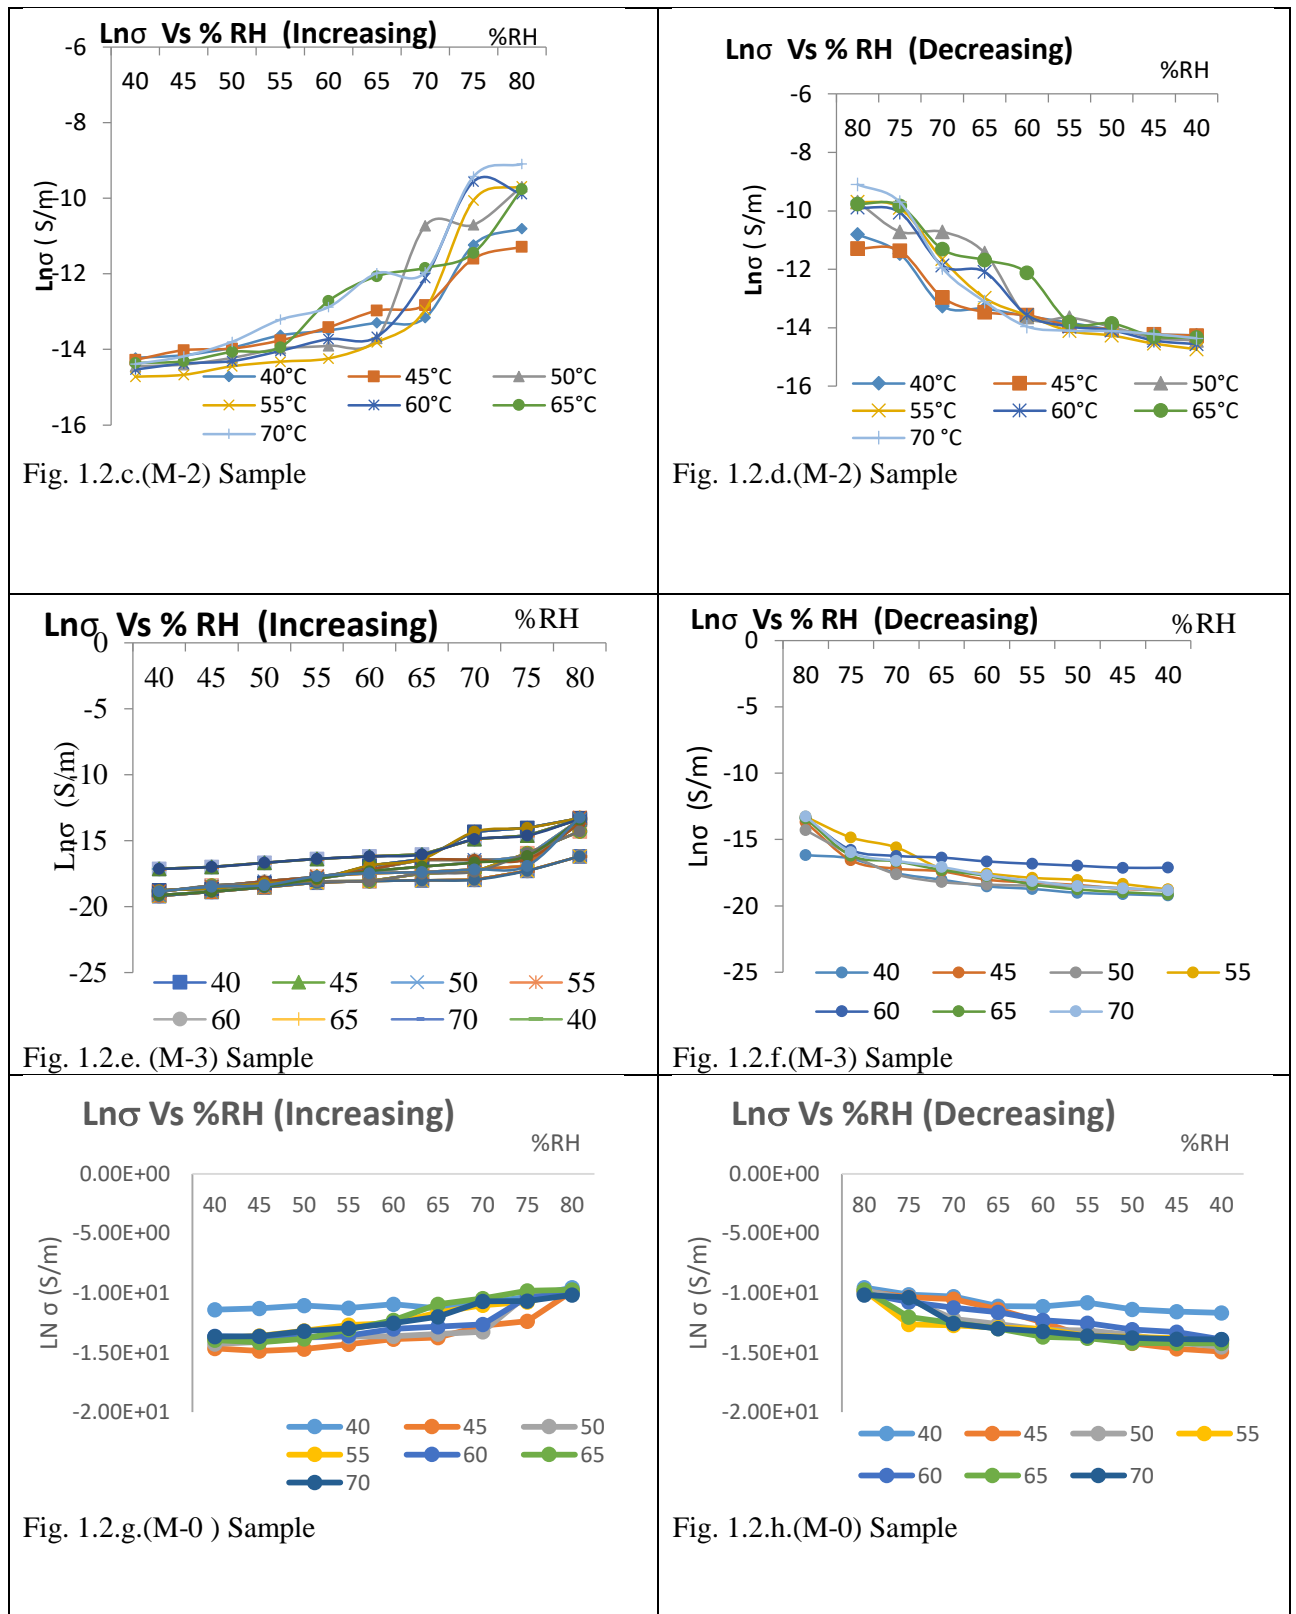 Lnσ Vs % RH (Increasing) %RH
-6
40 45 50 55 60 65 70 75 80
-8
-10
-12
-14
-16
Lnσ ( S/m)
40°C 45°C 50°C
55°C 60°C 65°C
70°C
Fig. 1.2.c.(M-2) Sample
Lnσ Vs % RH (Decreasing)
%RH
-6
80 75 70 65 60 55 50 45 40
-8
-10
-12
-14
-16
Lnσ ( S/m)
40°C 45°C 50°C
55°C 60°C 65°C
70 °C
Fig. 1.2.d.(M-2) Sample
Lnσ Vs % RH (Increasing) %RH
0
40 45 50 55 60 65 70 75 80
-5
-10
-15
-20
-25
Lnσ (S/m)
40 45 50 55
60 65 70 40
Fig. 1.2.e. (M-3) Sample
Lnσ Vs % RH (Decreasing) %RH
0
80 75 70 65 60 55 50 45 40
-5
-10
-15
-20
-25
Lnσ (S/m)
40 45 50 55
60 65 70
Fig. 1.2.f.(M-3) Sample
Lnσ Vs %RH (Increasing)
%RH
0.00E+00
40 45 50 55 60 65 70 75 80
-5.00E+00
-1.00E+01
-1.50E+01
-2.00E+01
LN σ (S/m)
40 45 50
55 60 65
70
Fig. 1.2.g.(M-0 ) Sample
Lnσ Vs %RH (Decreasing)
%RH
0.00E+00
80 75 70 65 60 55 50 45 40
-5.00E+00
-1.00E+01
-1.50E+01
-2.00E+01
LN σ (S/m)
40 45 50 55
60 65 70
Fig. 1.2.h.(M-0) Sample